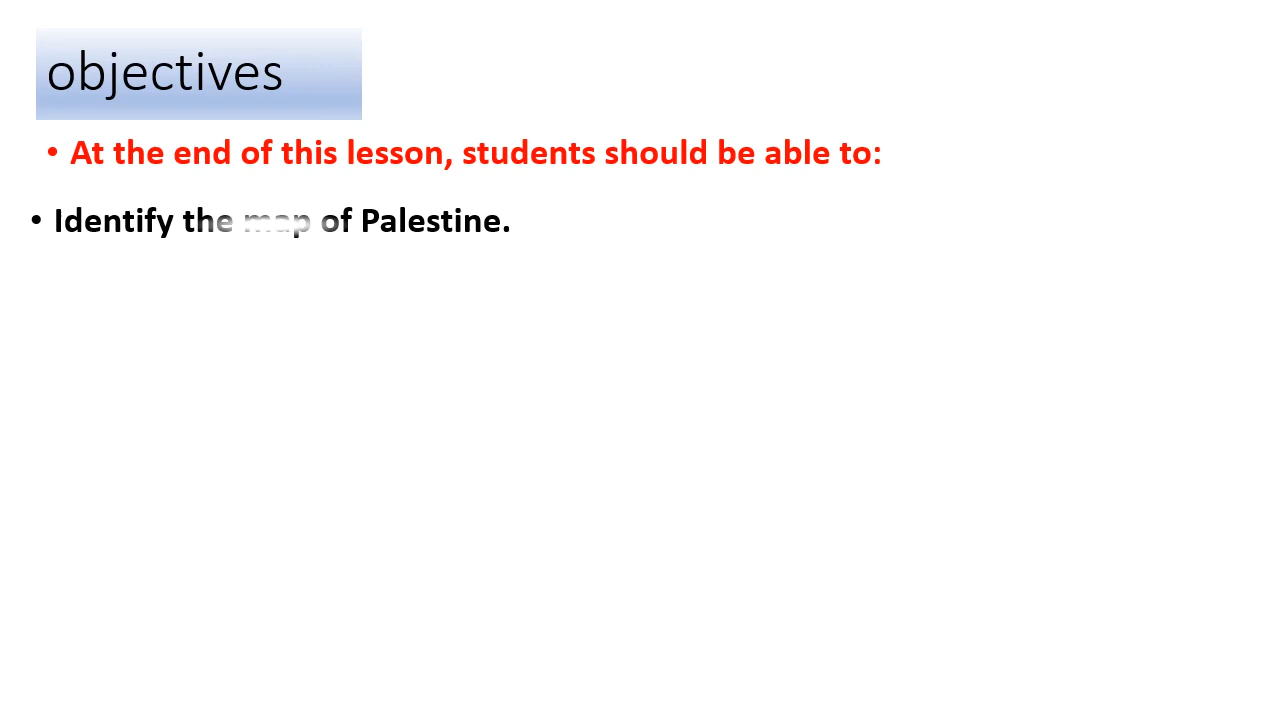 objectives
• At the end of this lesson, students should be able to:
• Identify the map of Palestine.